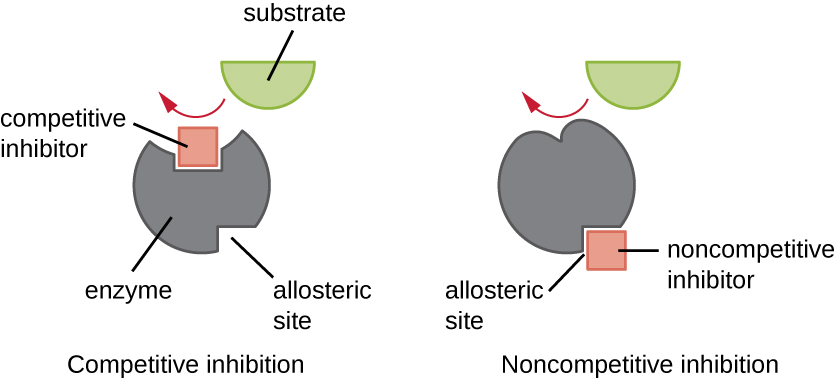 substrate
competitive
inhibitor
enzyme
allosteric
site
Competitive inhibition
allosteric
site
noncompetitive
inhibitor
Noncompetitive inhibition